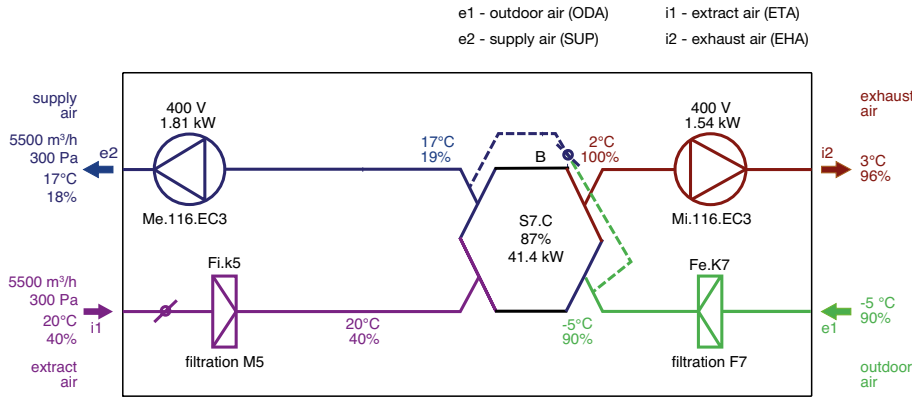 e1 - outdoor air (ODA)
i1 - extract air (ETA)
e2 - supply air (SUP)
i2 - exhaust air (EHA)
supply
air
5500 m³/h
300 Pa
e2
17°C
18%
400 V
1.81 kW
Me.116.EC3
17°C
19%
B
2°C
100%
400 V
1.54 kW
Mi.116.EC3
exhaust
air
i2
3°C
96%
S7.C
87%
41.4 kW
5500 m³/h
300 Pa
20°C
i1
40%
extract
air
Fi.k5
filtration M5
20°C
40%
-5°C
90%
Fe.K7
filtration F7
-5 °C
e1
90%
outdoor
air